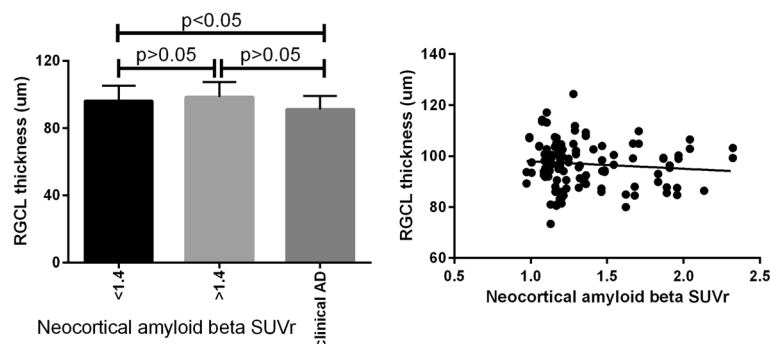 p<0.05
p>0.05 p>0.05
RGCL thickness (um)
120
80
40
0
<1.4
>1.4
clinical AD
Neocortical amyloid beta SUVr
RGCL thickness (um)
140
120
100
80
60
0.5 1.0 1.5 2.0 2.5
Neocortical amyloid beta SUVr